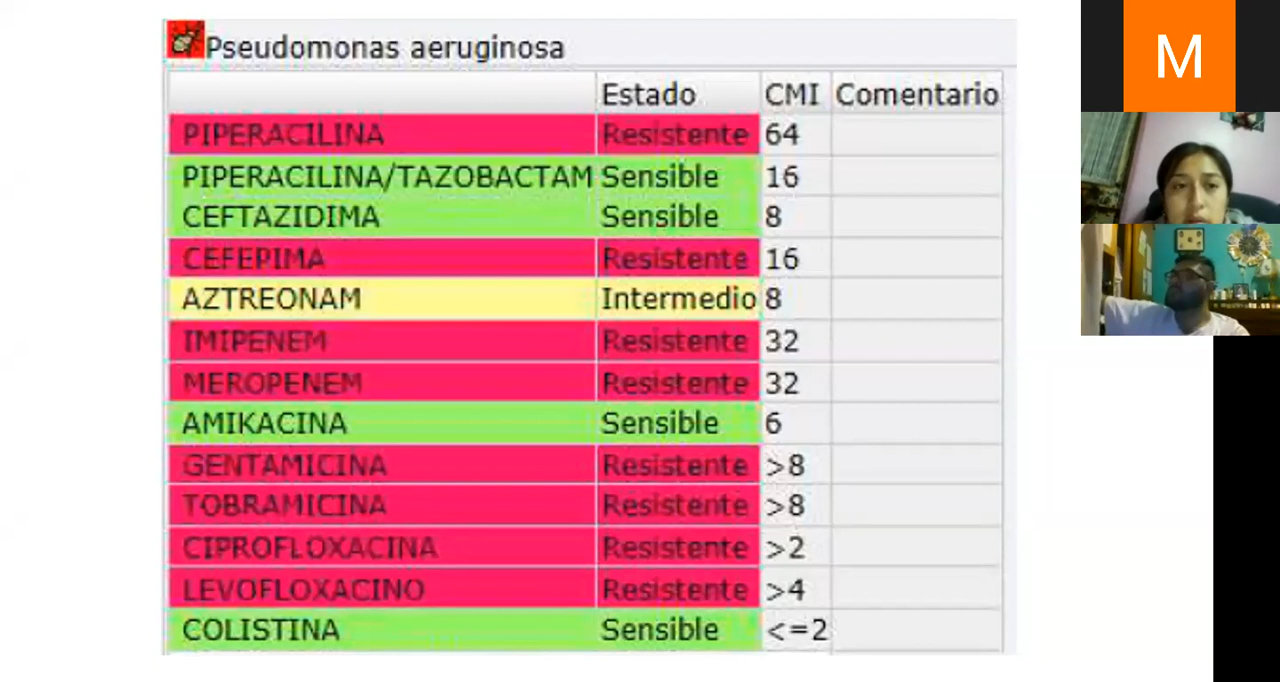 Pseudomonas aeruginosa
Estado CMI Comentario
PIPERACILINA Resistente 64
PIPERACILINA/TAZOBACTAM Sensible 16
CEFTAZIDIMA Sensible 8
CEFEPIMA Resistente 16
AZTREONAM Intermedio 8
IMIPENEM Resistente 32
MEROPENEM Resistente 32
AMIKACINA Sensible 6
GENTAMICINA Resistente >8
TOBRAMICINA Resistente >8
CIPROFLOXACINA Resistente >2
LEVOFLOXACINO Resistente >4
COLISTINA Sensible <=2
M